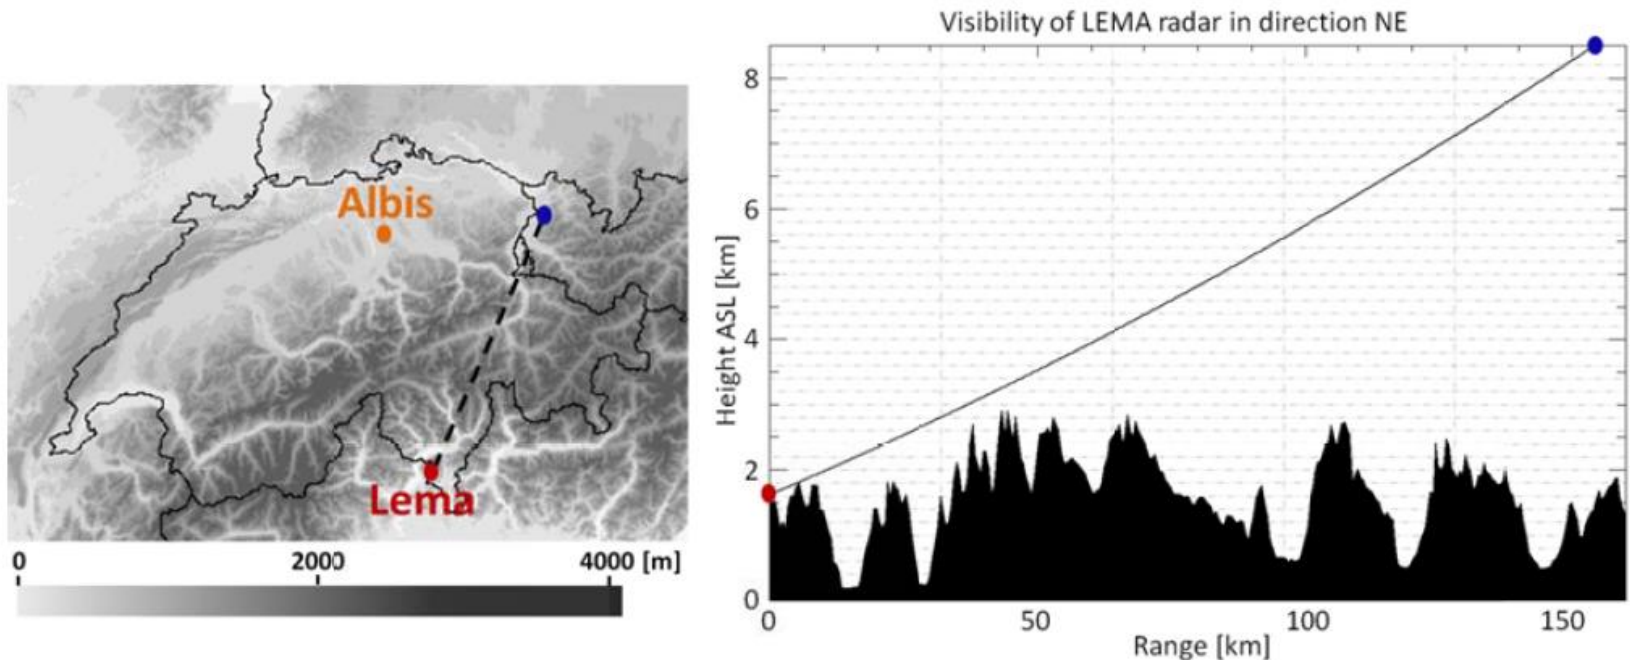 Albis
Lema
0 2000 4000 [m]
Visibility of LEMA radar in direction NE
Height ASL [km]
8
6
4
2
0
0 50 100 150
Range [km]